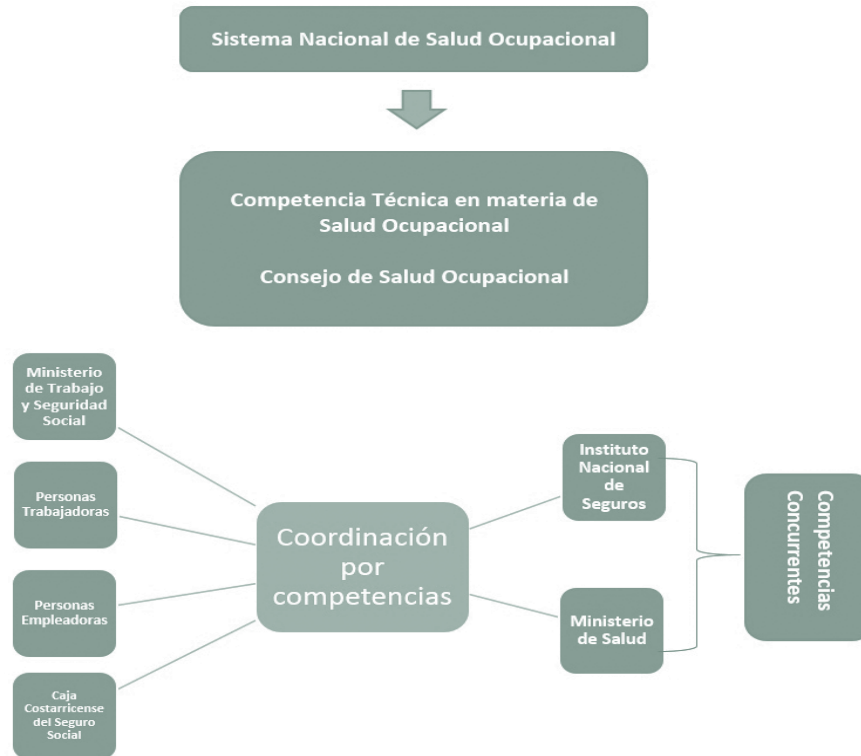 Sistema Nacional de Salud Ocupacional
Competencia Técnica en materia de
Salud Ocupacional
Consejo de Salud Ocupacional
Ministerio
de Trabajo
y Seguridad
Social
Personas
Trabajadoras
Personas
Empleadoras
Caja
Costarricense
del Seguro
Social
Coordinación
por
competencias
Instituto
Nacional
de
Seguros
Ministerio
de Salud
Competencias
Concurrentes